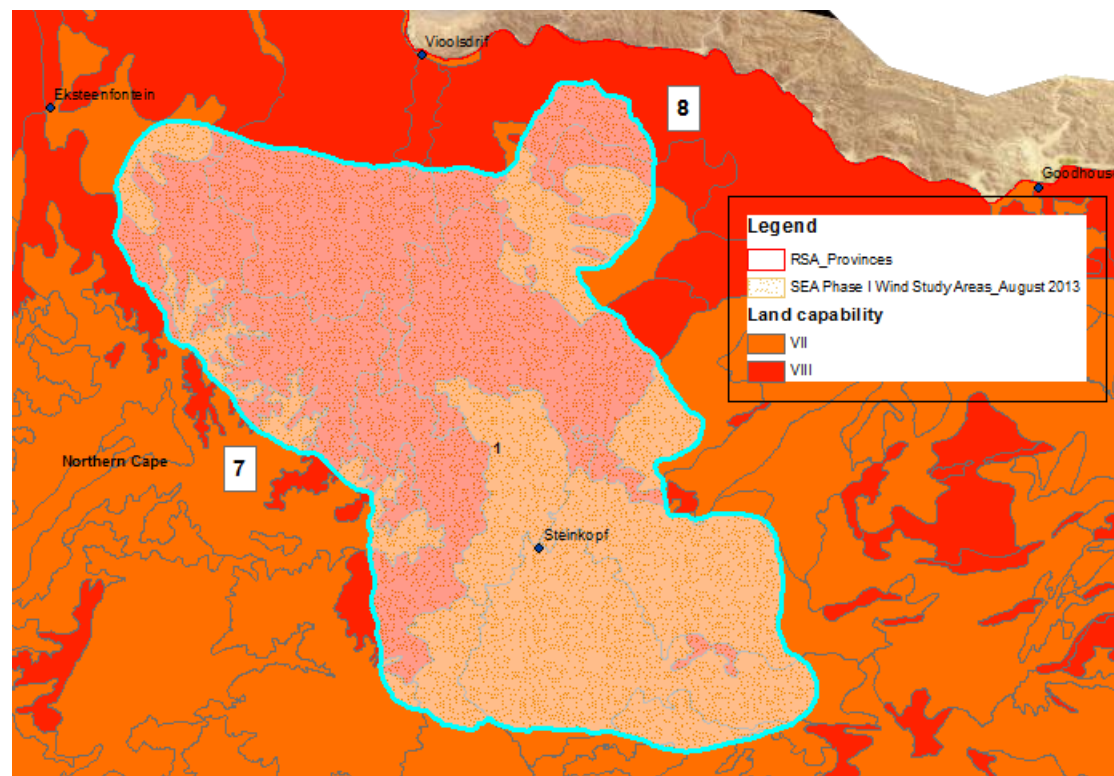 Vioolsdrif
Eksteenfontein
8
Goodhouse
Legend
RSA_Provinces
SEA Phase I Wind Study Areas_August 2013
Land capability
VII
VIII
1
Northern Cape
7
Steinkopf